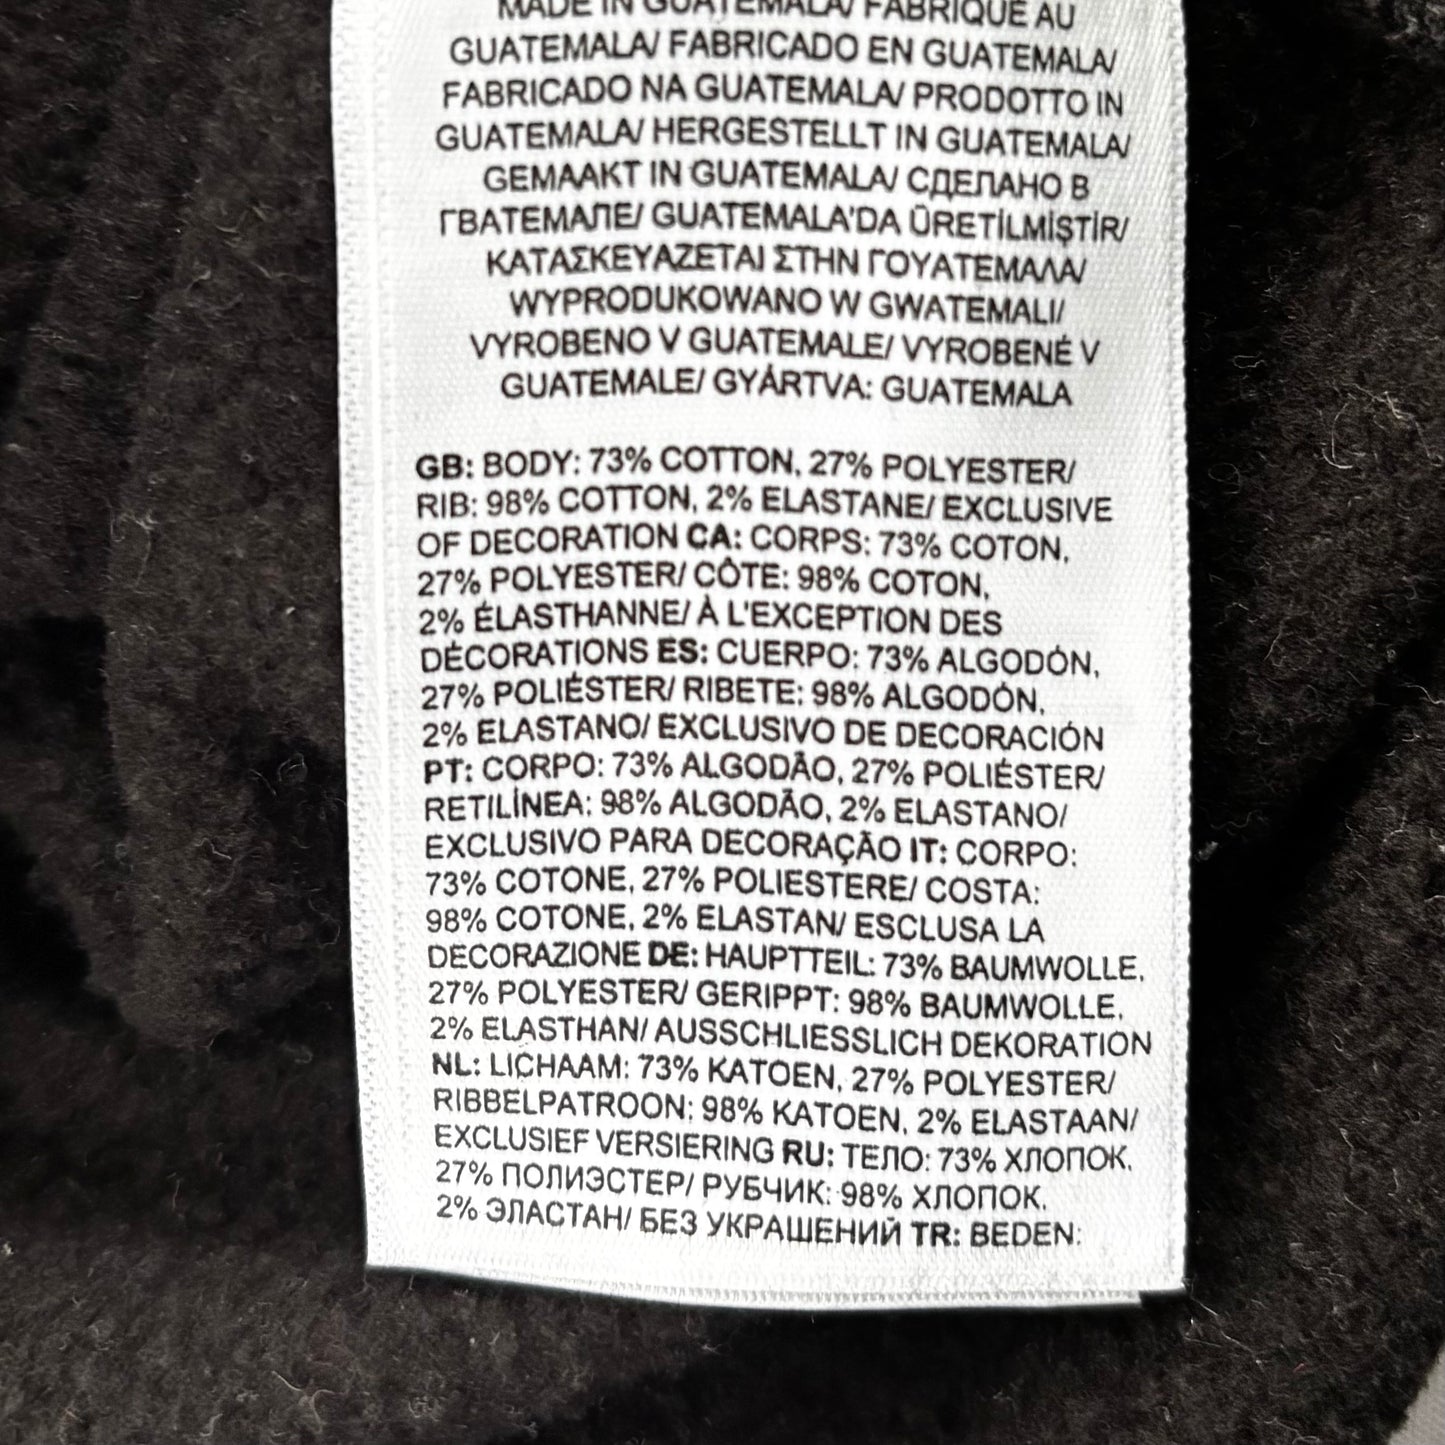 MADE IN GUATEMALA/ FABRIQUÉ AU
GUATEMALA/ FABRICADO EN GUATEMALA/
FABRICADO NA GUATEMALA/ PRODOTTO IN
GUATEMALA/ HERGESTELLT IN GUATEMALA/
GEMAAKT IN GUATEMALA/ СДЕЛАНО В
ГВАТЕМАЛЕ/ GUATEMALA'DA ÜRETİLMİŞTİR/
ΚΑΤΑΣΚΕΥΑΖΕΤΑΙ ΣΤΗΝ ΓΟΥΑΤΕΜΑΛΑ/
WYPRODUKOWANO W GWATEMALI/
VYROBENO V GUATEMALE/ VYROBENÉ V
GUATEMALE/ GYÁRTVA: GUATEMALA
GB: BODY: 73% COTTON, 27% POLYESTER/
RIB: 98% COTTON, 2% ELASTANE/ EXCLUSIVE
OF DECORATION CA: CORPS: 73% COTON,
27% POLYESTER/ CÔTE: 98% COTON,
2% ÉLASTHANNE/ À L'EXCEPTION DES
DÉCORATIONS ES: CUERPO: 73% ALGODÓN,
27% POLIÉSTER/ RIBETE: 98% ALGODÓN,
2% ELASTANO/ EXCLUSIVO DE DECORACIÓN
PT: CORPO: 73% ALGODÃO, 27% POLIÉSTER/
RETILÍNEA: 98% ALGODÃO, 2% ELASTANO/
EXCLUSIVO PARA DECORAÇÃO IT: CORPO:
73% COTONE, 27% POLIESTERE/ COSTA:
98% COTONE, 2% ELASTAN/ ESCLUSA LA
DECORAZIONE DE: HAUPTTEIL: 73% BAUMWOLLE,
27% POLYESTER/ GERIPPT: 98% BAUMWOLLE,
2% ELASTHAN/ AUSSCHLIESSLICH DEKORATION
NL: LICHAAM: 73% KATOEN, 27% POLYESTER/
RIBBELPATROON: 98% KATOEN, 2% ELASTAAN/
EXCLUSIEF VERSIERING RU: ТЕЛО: 73% ХЛОПОК,
27% ПОЛИЭСТЕР/ РУБЧИК: 98% ХЛОПОК,
2% ЭЛАСТАН/ БЕЗ УКРАШЕНИЙ TR: BEDEN: